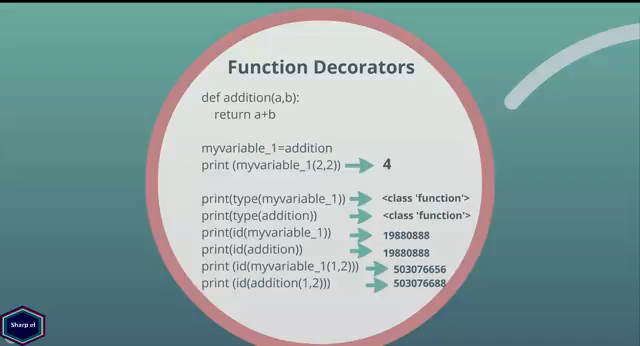 Function Decorators
def addition(a,b):
return a+b
myvariable_1=addition
print (myvariable_1(2,2)) 4
print(type(myvariable_1)) <class 'function'>
print(type(addition)) <class 'function'>
print(id(myvariable_1)) 19880888
print(id(addition)) 19880888
print (id(myvariable_1(1,2))) 503076656
print (id(addition(1,2))) 503076688
Sharp el